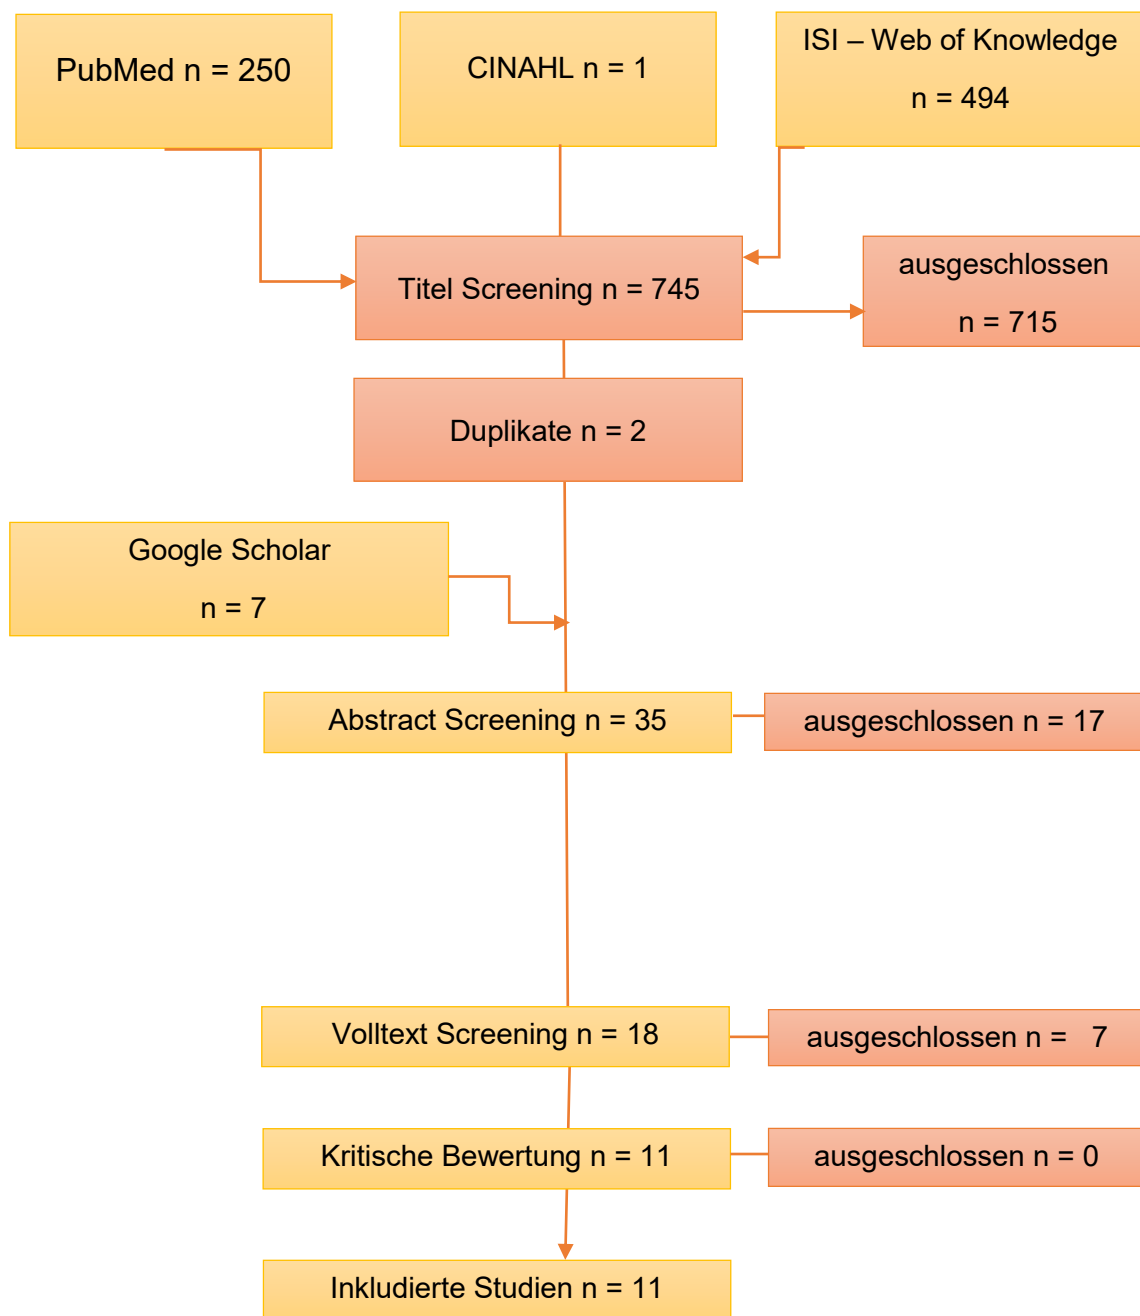 PubMed n = 250
CINAHL n = 1
ISI – Web of Knowledge
n = 494
Titel Screening n = 745
ausgeschlossen
n = 715
Duplikate n = 2
Google Scholar
n = 7
Abstract Screening n = 35
ausgeschlossen n = 17
Volltext Screening n = 18
ausgeschlossen n = 7
Kritische Bewertung n = 11
ausgeschlossen n = 0
Inkludierte Studien n = 11